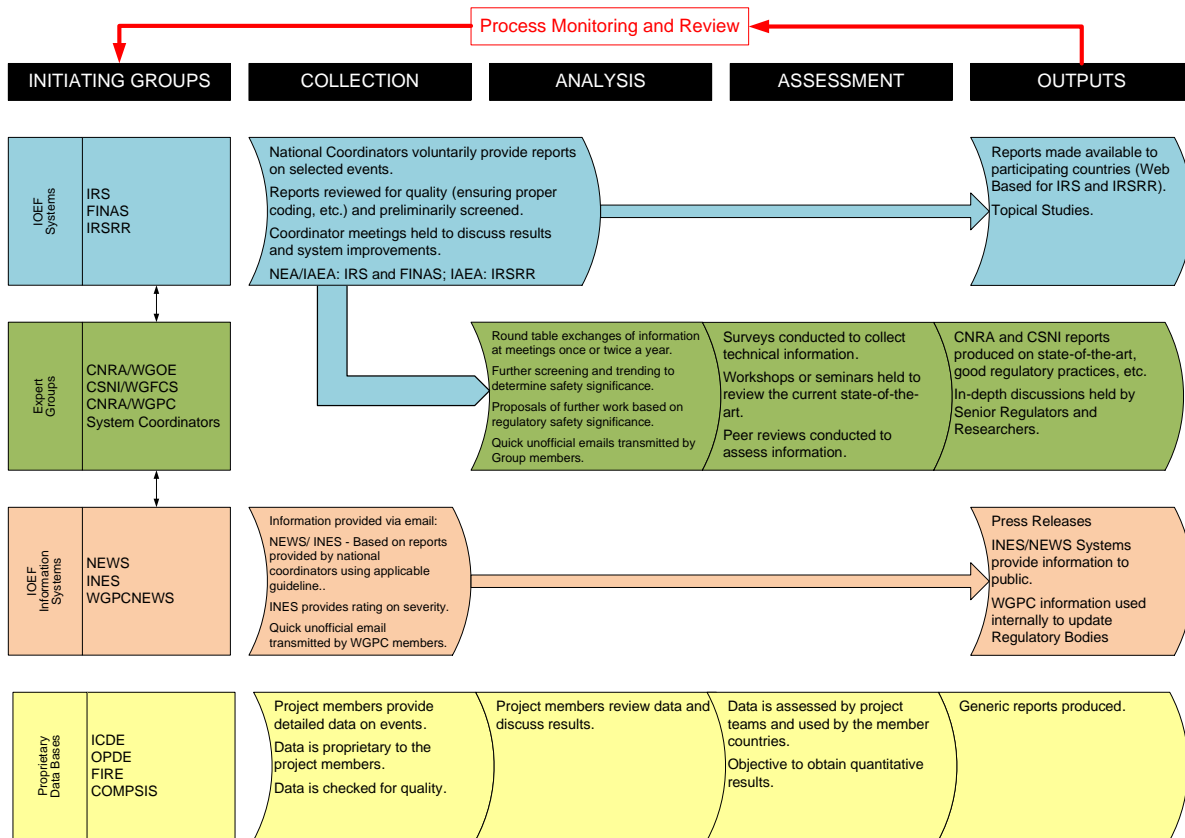 Process Monitoring and Review
INITIATING GROUPS
COLLECTION
ANALYSIS
ASSESSMENT
OUTPUTS
IOEF
Systems
IRS
FINAS
IRSRR
National Coordinators voluntarily provide reports
on selected events.
Reports reviewed for quality (ensuring proper
coding, etc.) and preliminarily screened.
Coordinator meetings held to discuss results
and system improvements.
NEA/IAEA: IRS and FINAS; IAEA: IRSRR
Reports made available to
participating countries (Web
Based for IRS and IRSRR).
Topical Studies.
Expert
Groups
CNRA/WGOE
CSNI/WGFCS
CNRA/WGPC
System Coordinators
Round table exchanges of information
at meetings once or twice a year.
Further screening and trending to
determine safety significance.
Proposals of further work based on
regulatory safety significance.
Quick unofficial emails transmitted by
Group members.
Surveys conducted to collect
technical information.
Workshops or seminars held to
review the current state-of-the-
art.
Peer reviews conducted to
assess information.
CNRA and CSNI reports
produced on state-of-the-art,
good regulatory practices, etc.
In-depth discussions held by
Senior Regulators and
Researchers.
IOEF
Information
Systems
NEWS
INES
WGPCNEWS
Information provided via email:
NEWS/ INES - Based on reports
provided by national
coordinators using applicable
guideline..
INES provides rating on severity.
Quick unofficial email
transmitted by WGPC members.
Press Releases
INES/NEWS Systems
provide information to
public.
WGPC information used
internally to update
Regulatory Bodies
Proprietary
Data Bases
ICDE
OPDE
FIRE
COMPSIS
Project members provide
detailed data on events.
Data is proprietary to the
project members.
Data is checked for quality.
Project members review data and
discuss results.
Data is assessed by project
teams and used by the member
countries.
Objective to obtain quantitative
results.
Generic reports produced.